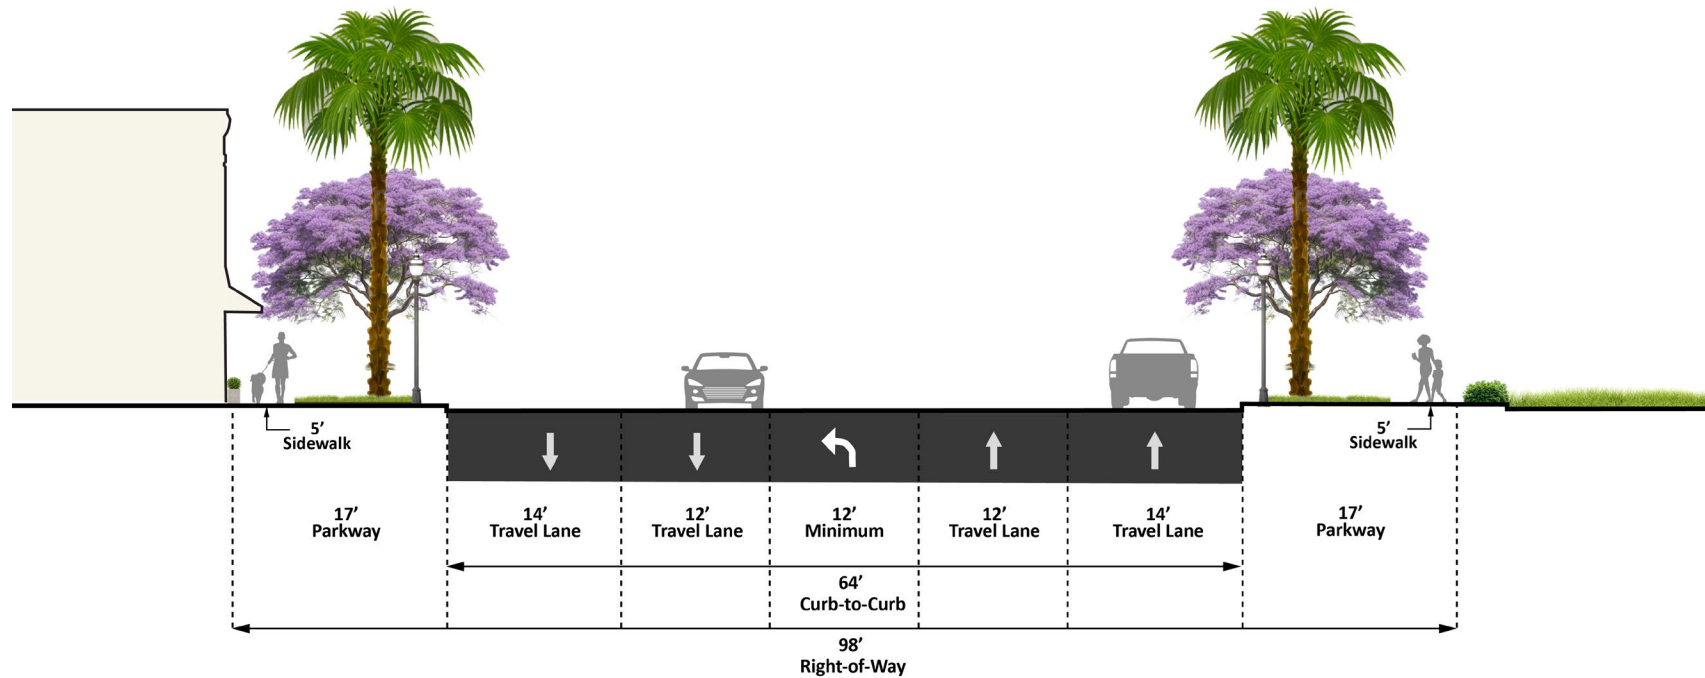 5’
Sidewalk
5’
Sidewalk
17’
Parkway
14’
Travel Lane
12’
Travel Lane
12’
Minimum
12’
Travel Lane
14’
Travel Lane
17’
Parkway
64’
Curb-to-Curb
98’
Right-of-Way